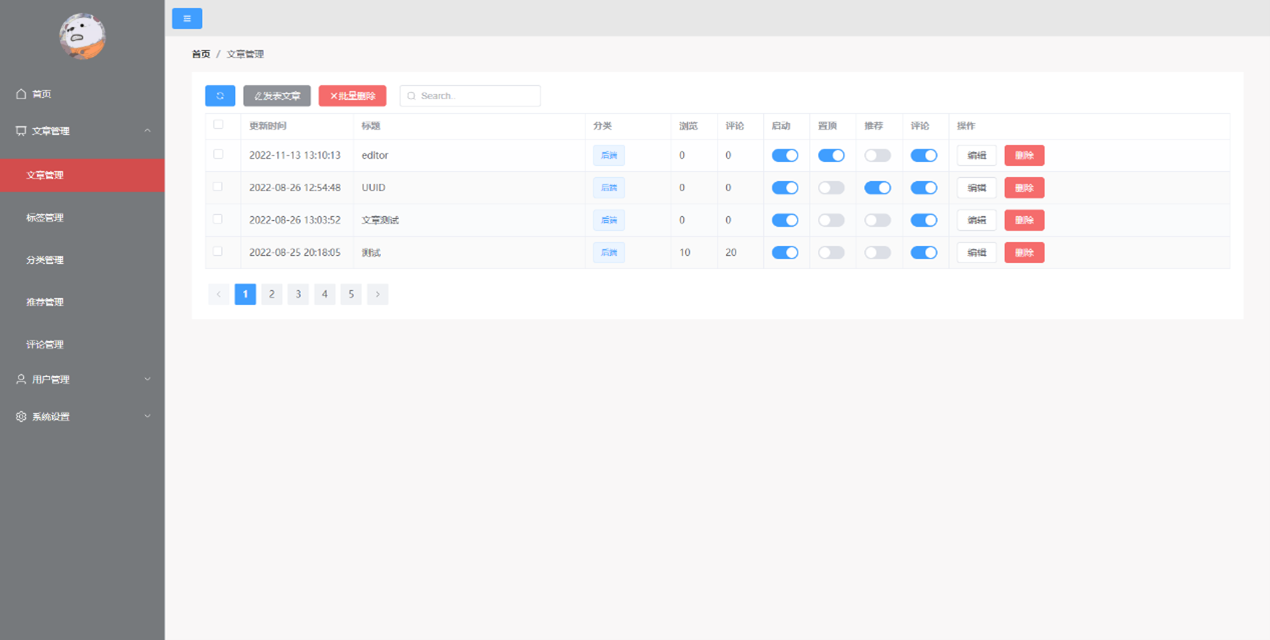 首页
文章管理
文章管理
标签管理
分类管理
推荐管理
评论管理
用户管理
系统设置
首页 / 文章管理
发表文章 批量删除 Search..
更新时间 标题 分类 浏览 评论 启动 置顶 推荐 评论 操作
2022-11-13 13:10:13 editor 后端 0 0 编辑 删除
2022-08-26 12:54:48 UUID 后端 0 0 编辑 删除
2022-08-26 13:03:52 文章测试 后端 0 0 编辑 删除
2022-08-25 20:18:05 测试 后端 10 20 编辑 删除
1 2 3 4 5